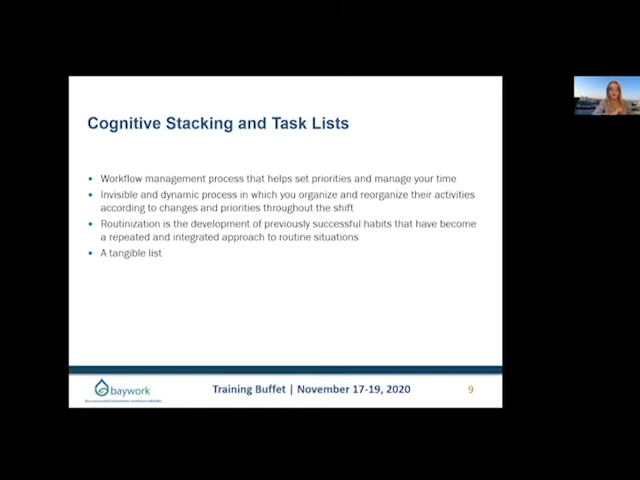 Cognitive Stacking and Task Lists
• Workflow management process that helps set priorities and manage your time
• Invisible and dynamic process in which you organize and reorganize their activities
according to changes and priorities throughout the shift
• Routinization is the development of previously successful habits that have become
a repeated and integrated approach to routine situations
• A tangible list
baywork
Training Buffet | November 17-19, 2020
9